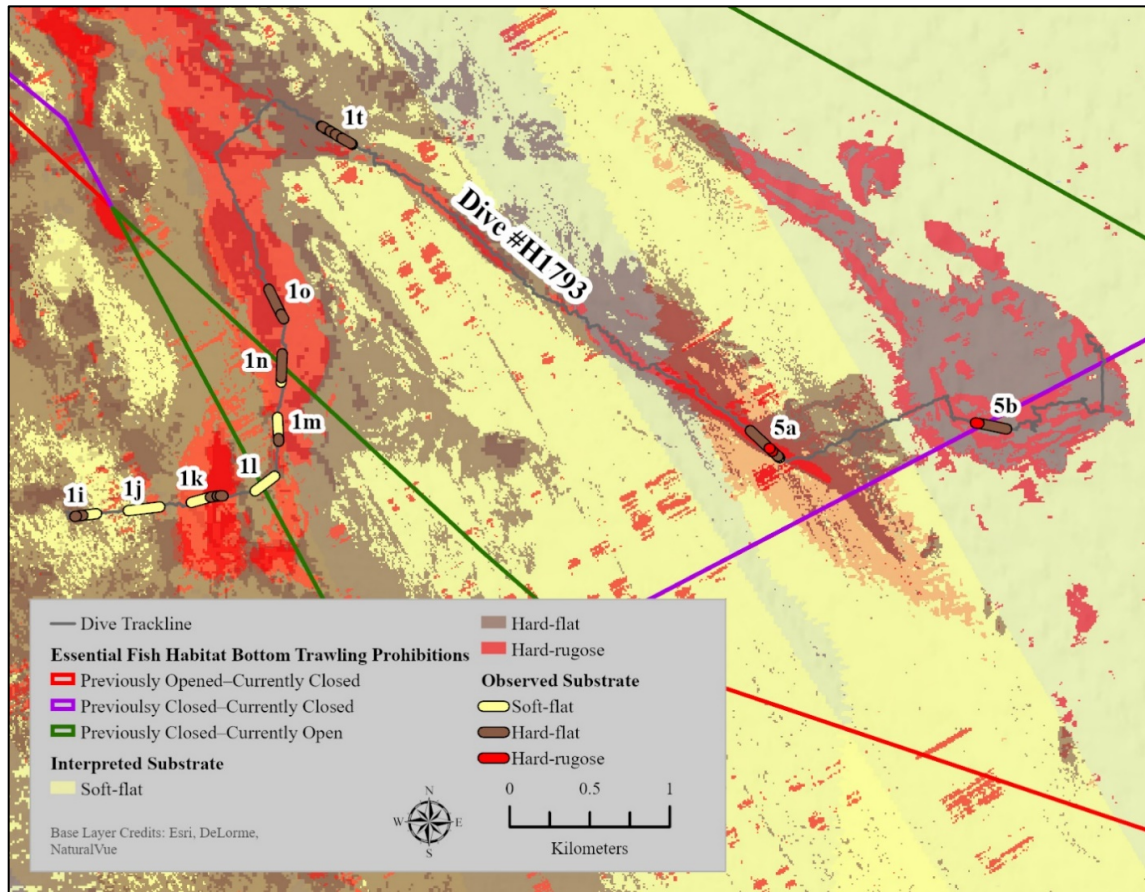 1t
Dive #H1793
1o
1n
1m
5a
5b
1l
1k
1j
1i
Dive Trackline
Essential Fish Habitat Bottom Trawling Prohibitions
Previously Opened–Currently Closed
Previoulsy Closed–Currently Closed
Previously Closed–Currently Open
Interpreted Substrate
Soft-flat
Base Layer Credits: Esri, DeLorme,
NaturalVue
Hard-flat
Hard-rugose
Observed Substrate
Soft-flat
Hard-flat
Hard-rugose
N
W E
S
0 0.5 1
Kilometers